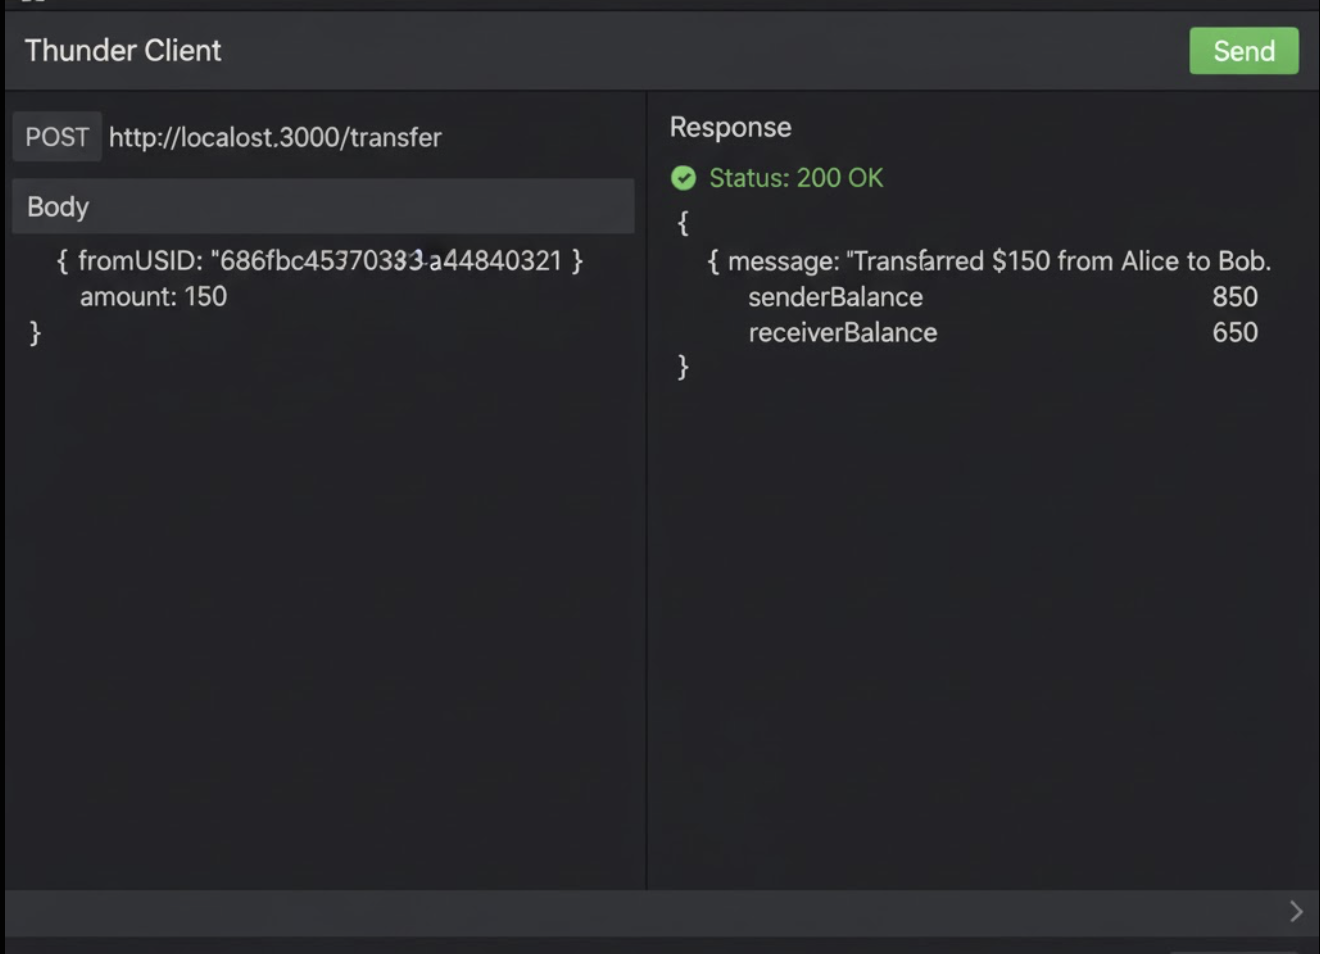 Thunder Client
Send
POST http://localost.3000/transfer
Body
{ fromUSID: "686fbc45370333-a44840321 }
amount: 150
}
Response
Status: 200 OK
{
{ message: "Transfarred $150 from Alice to Bob.
senderBalance 850
receiverBalance 650
}